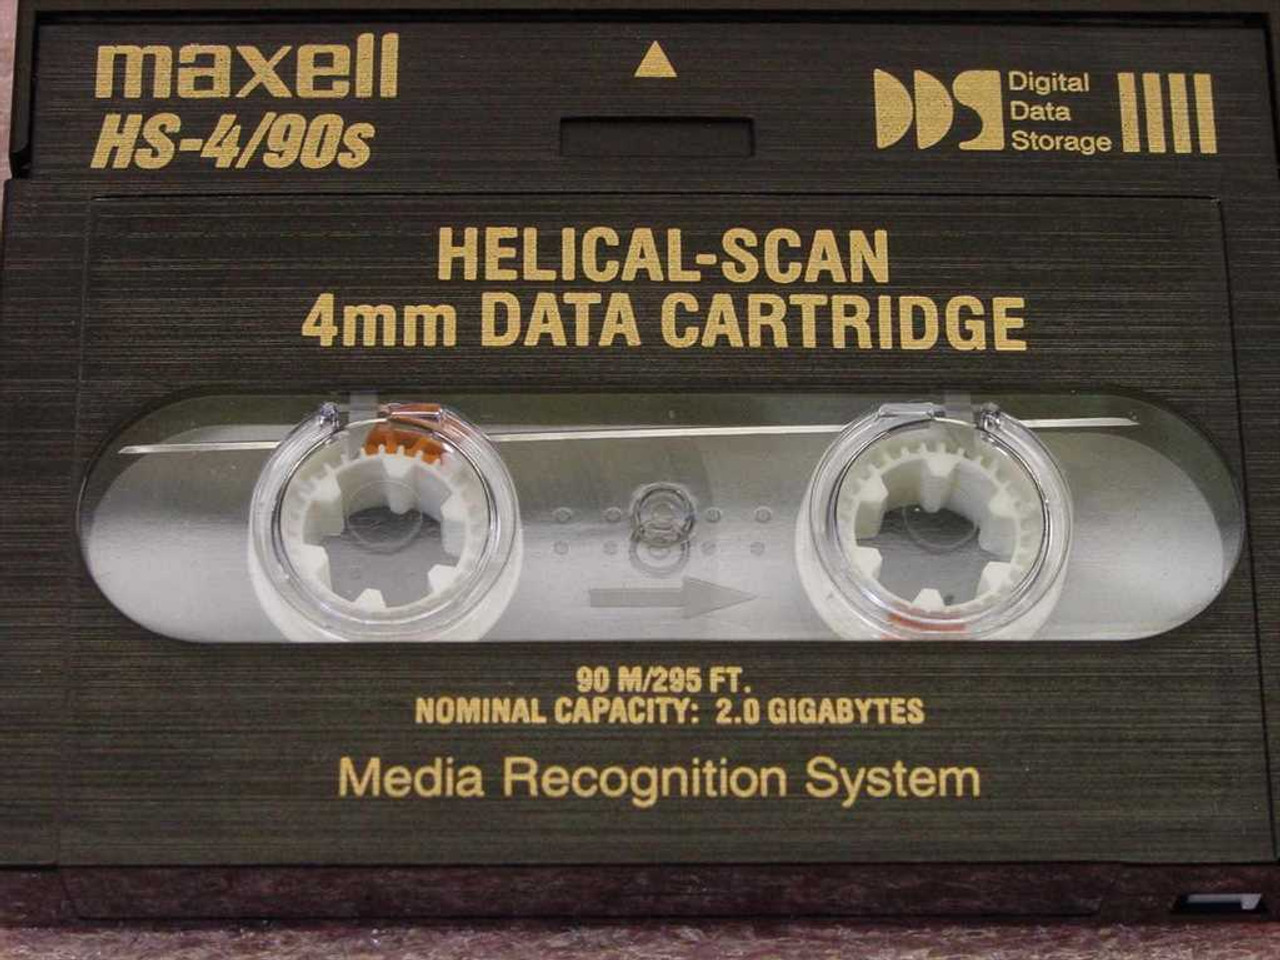 maxell
HS-4/90s
DDS Digital
Data
Storage
HELICAL-SCAN
4mm DATA CARTRIDGE
90 M/295 FT.
NOMINAL CAPACITY: 2.0 GIGABYTES
Media Recognition System